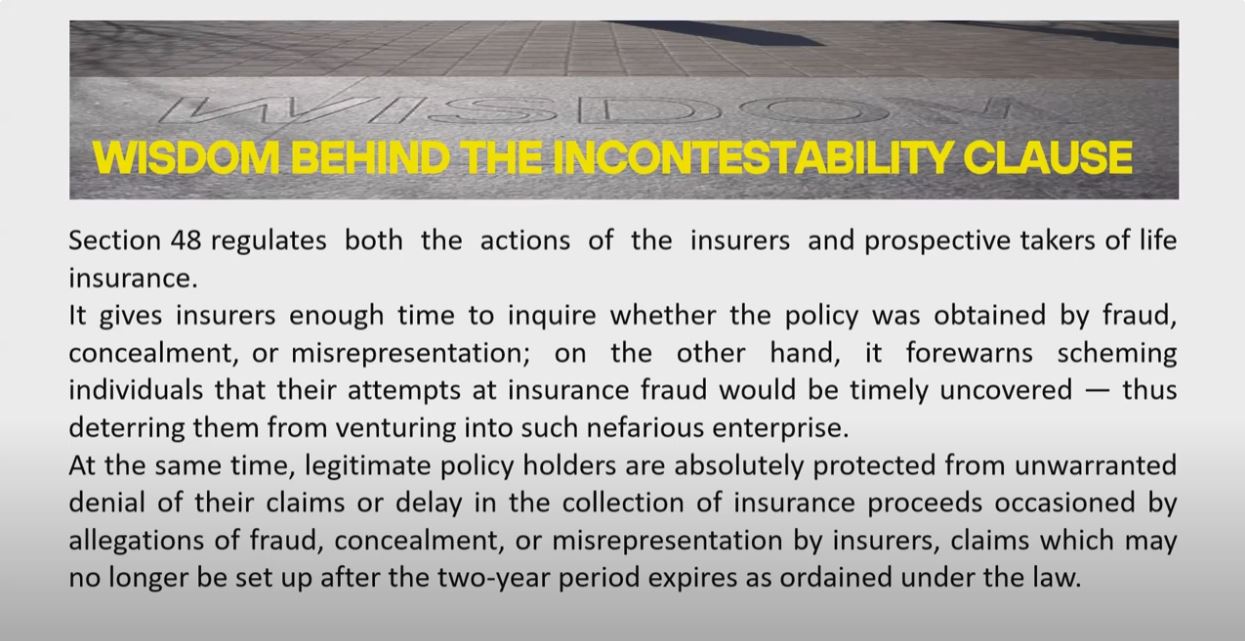 WISDOM
WISDOM BEHIND THE INCONTESTABILITY CLAUSE
Section 48 regulates both the actions of the insurers and prospective takers of life
insurance.
It gives insurers enough time to inquire whether the policy was obtained by fraud,
concealment, or misrepresentation; on the other hand, it forewarns scheming
individuals that their attempts at insurance fraud would be timely uncovered — thus
deterring them from venturing into such nefarious enterprise.
At the same time, legitimate policy holders are absolutely protected from unwarranted
denial of their claims or delay in the collection of insurance proceeds occasioned by
allegations of fraud, concealment, or misrepresentation by insurers, claims which may
no longer be set up after the two-year period expires as ordained under the law.